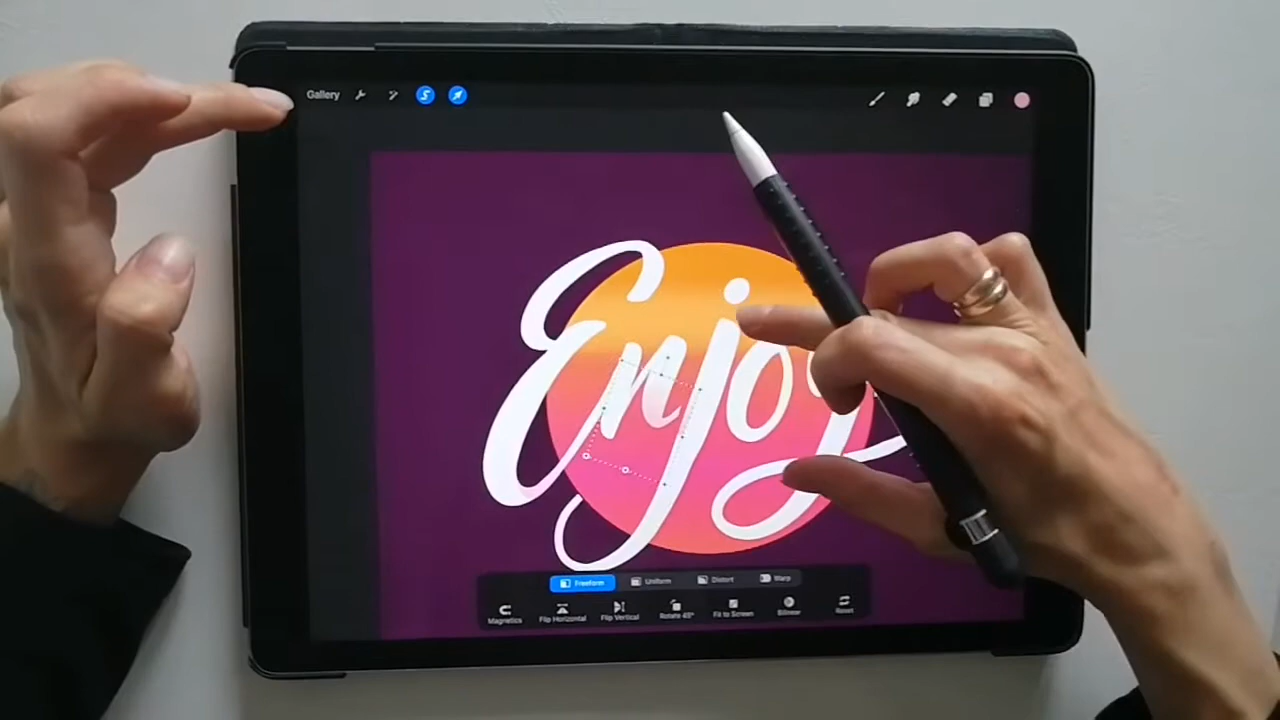 Gallery
Enjoy
Freeform Uniform Distort Warp
Magnetics Flip Horizontal Flip Vertical Rotate 45° Fit to Screen Bilinear Reset